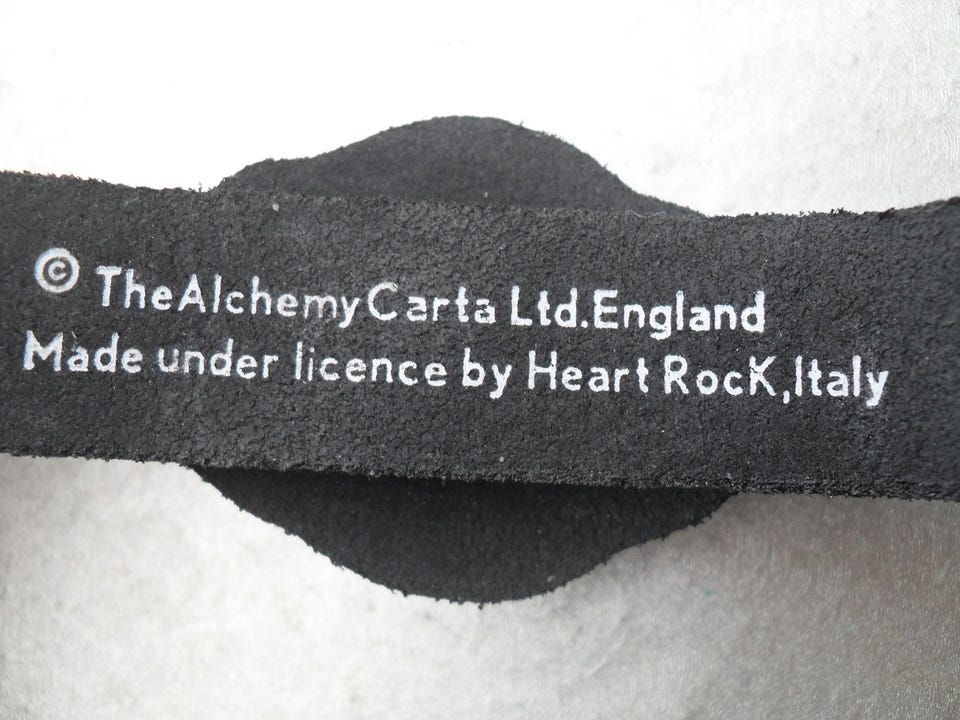 © TheAlchemyCarta Ltd.England
Made under licence by Heart RocK,Italy